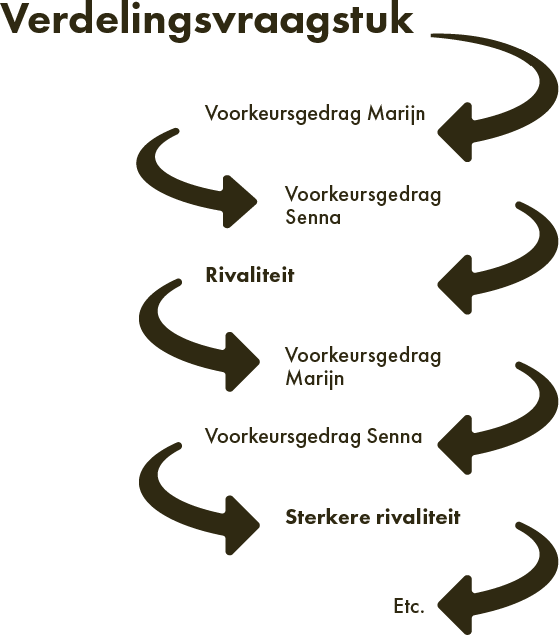 Verdelingsvraagstuk
Voorkeursgedrag Marijn
Voorkeursgedrag
Senna
Rivaliteit
Voorkeursgedrag
Marijn
Voorkeursgedrag Senna
Sterkere rivaliteit
Etc.